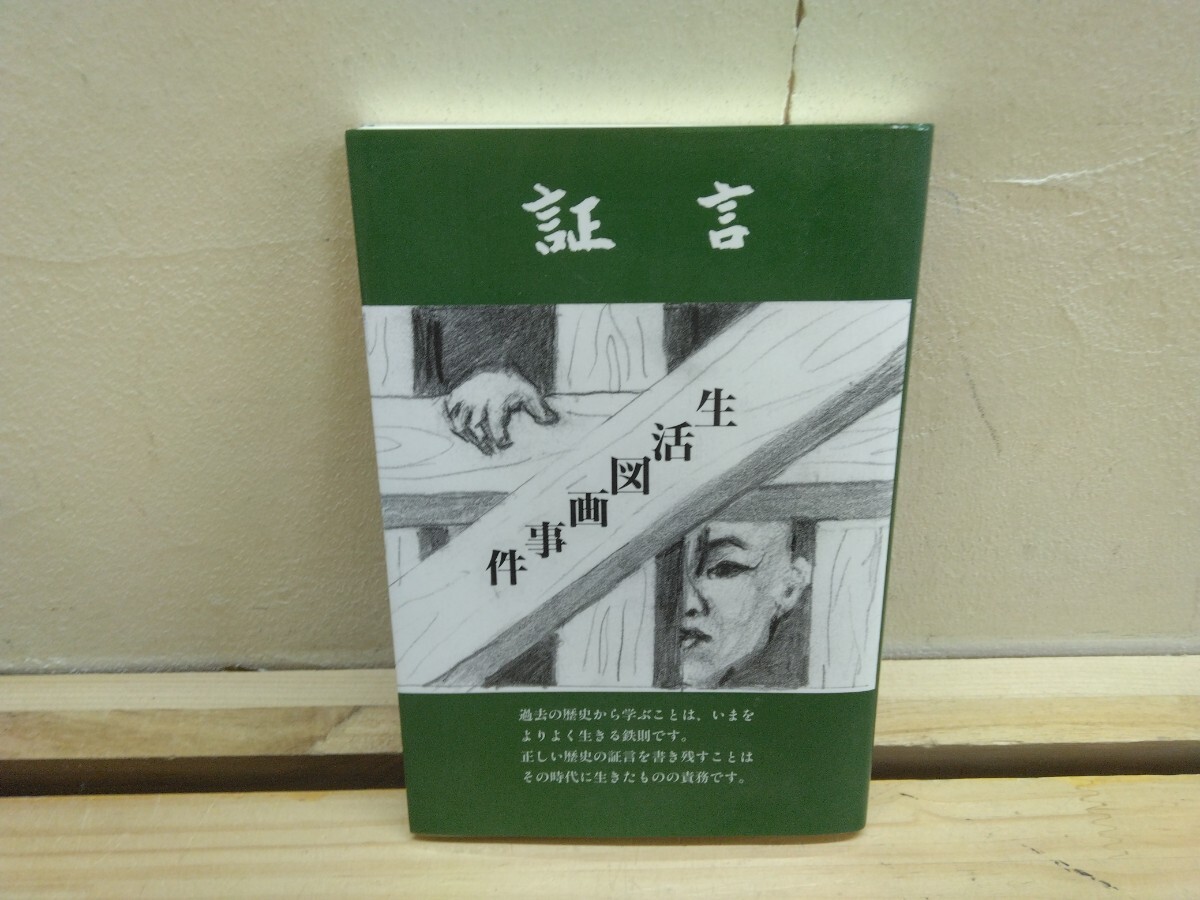 証言
生活図画事件
過去の歴史から学ぶことは、いまを
よりよく生きる鉄則です。
正しい歴史の証言を書き残すことは
その時代に生きたものの責務です。